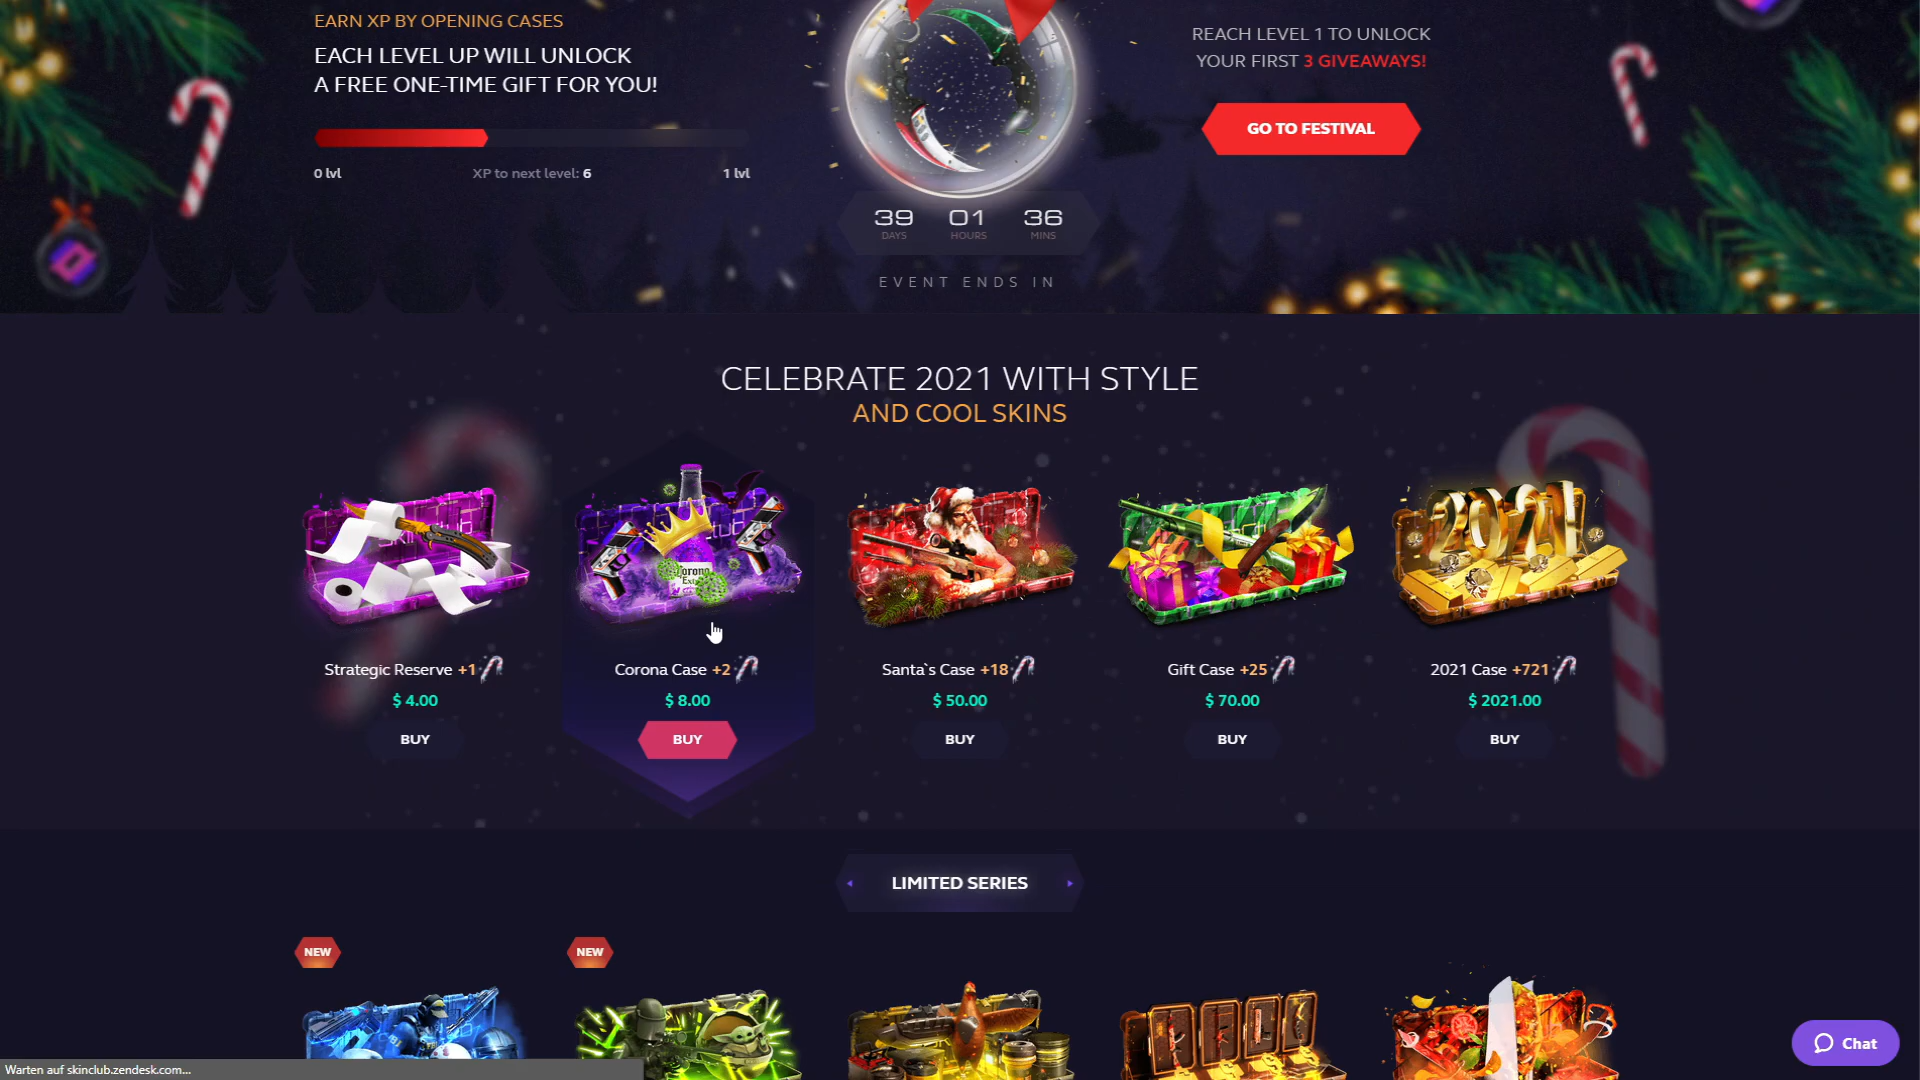 EARN XP BY OPENING CASES
EACH LEVEL UP WILL UNLOCK
A FREE ONE-TIME GIFT FOR YOU!
0 lvl
XP to next level: 6
1 lvl
39
01
36
DAYS
HOURS
MINS
EVENT ENDS IN
REACH LEVEL 1 TO UNLOCK
YOUR FIRST 3 GIVEAWAYS!
GO TO FESTIVAL
CELEBRATE 2021 WITH STYLE
AND COOL SKINS
Corona
2021
Strategic Reserve +1
$ 4.00
BUY
Corona Case +2
$ 8.00
BUY
Santa`s Case +18
$ 50.00
BUY
Gift Case +25
$ 70.00
BUY
2021 Case +721
$ 2021.00
BUY
LIMITED SERIES
NEW
NEW
Chat
Warten auf skinclub.zendesk.com...